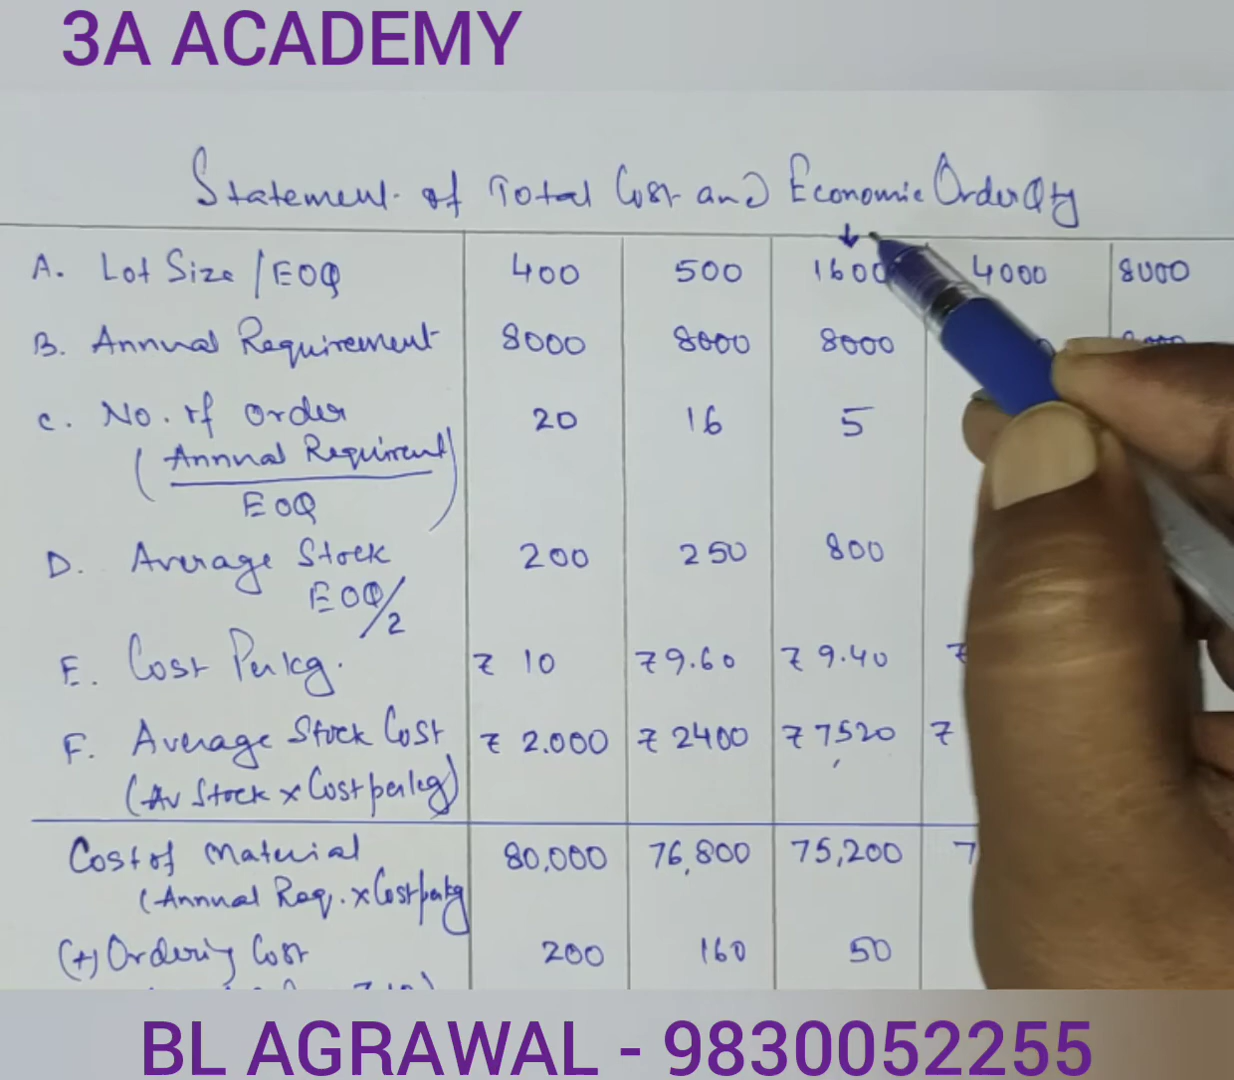 3A ACADEMY
Statement of Total Cost and Economic Order Qty
A. Lot Size / EOQ 400 500 1600 4000 8000
B. Annual Requirement 8000 8000 8000
C. No. of order 20 16 5
(Annual Requirement
EOQ)
D. Average Stock 200 250 800
EOQ/2
E. Cost Per kg. ₹ 10 ₹ 9.60 ₹ 9.40 ₹
F. Average Stock Cost ₹ 2.000 ₹ 2400 ₹ 7520 ₹
(Av Stock x Cost per kg)
Cost of Material 80,000 76,800 75,200 7
(Annual Req. x Cost per kg
(+) Ordering Cost 200 160 50
BL AGRAWAL - 9830052255